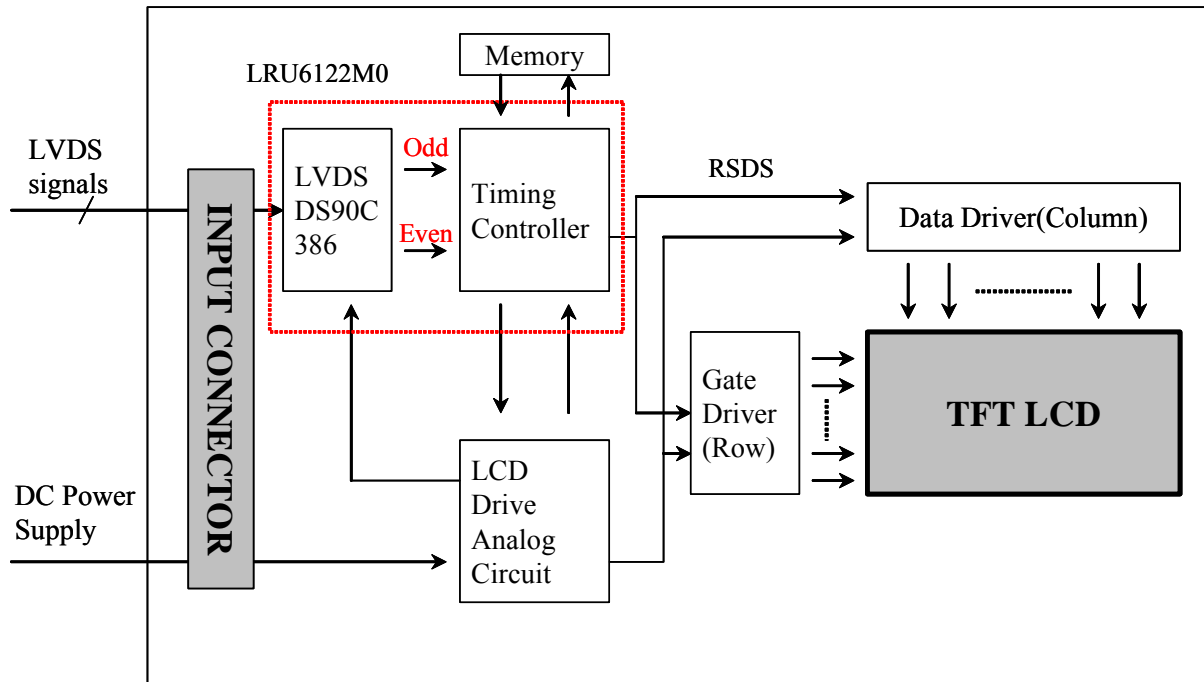 Memory
LRU6122M0
LVDS
signals
INPUT CONNECTOR
LVDS
DS90C
386
Odd
Even
Timing
Controller
RSDS
Data Driver(Column)
Gate
Driver
(Row)
TFT LCD
LCD
Drive
Analog
Circuit
DC Power
Supply